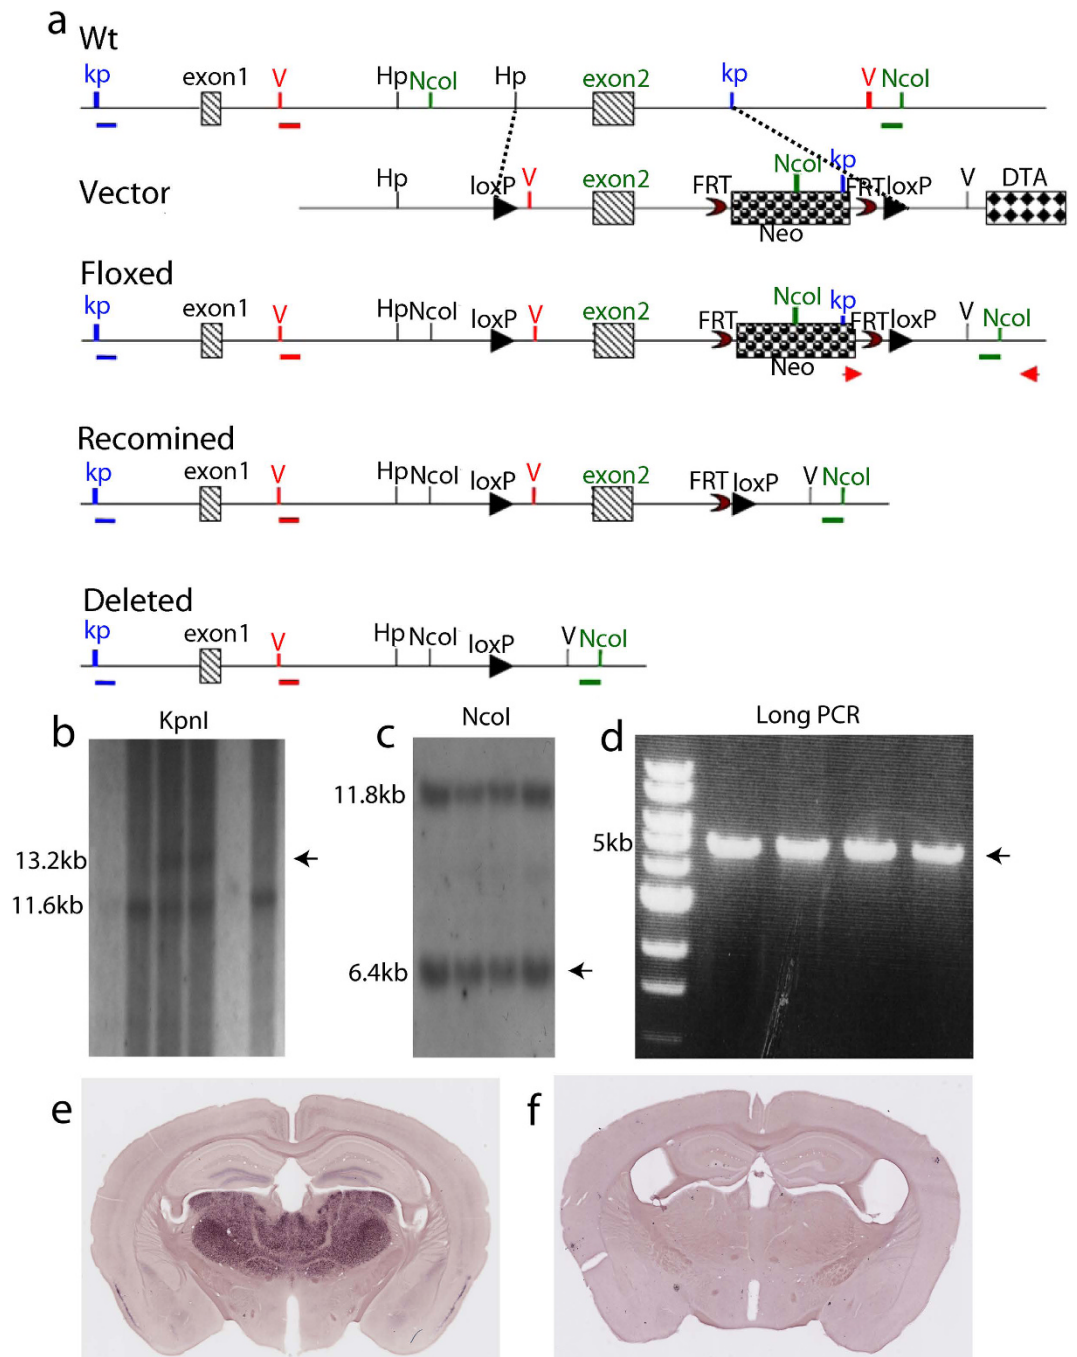 a
Wt
kp exon1 V Hp NcoI Hp exon2 kp V NcoI
Vector
Hp loxP V exon2 FRT NcoI kp FRT loxP V DTA
Neo
Floxed
kp exon1 V Hp NcoI loxP V exon2 FRT NcoI kp FRT loxP V NcoI
Neo
Recomined
kp exon1 V Hp NcoI loxP V exon2 FRT loxP V NcoI
Deleted
kp exon1 V Hp NcoI loxP V NcoI
b KpnI
13.2kb
11.6kb
c NcoI
11.8kb
6.4kb
d Long PCR
5kb
e
f